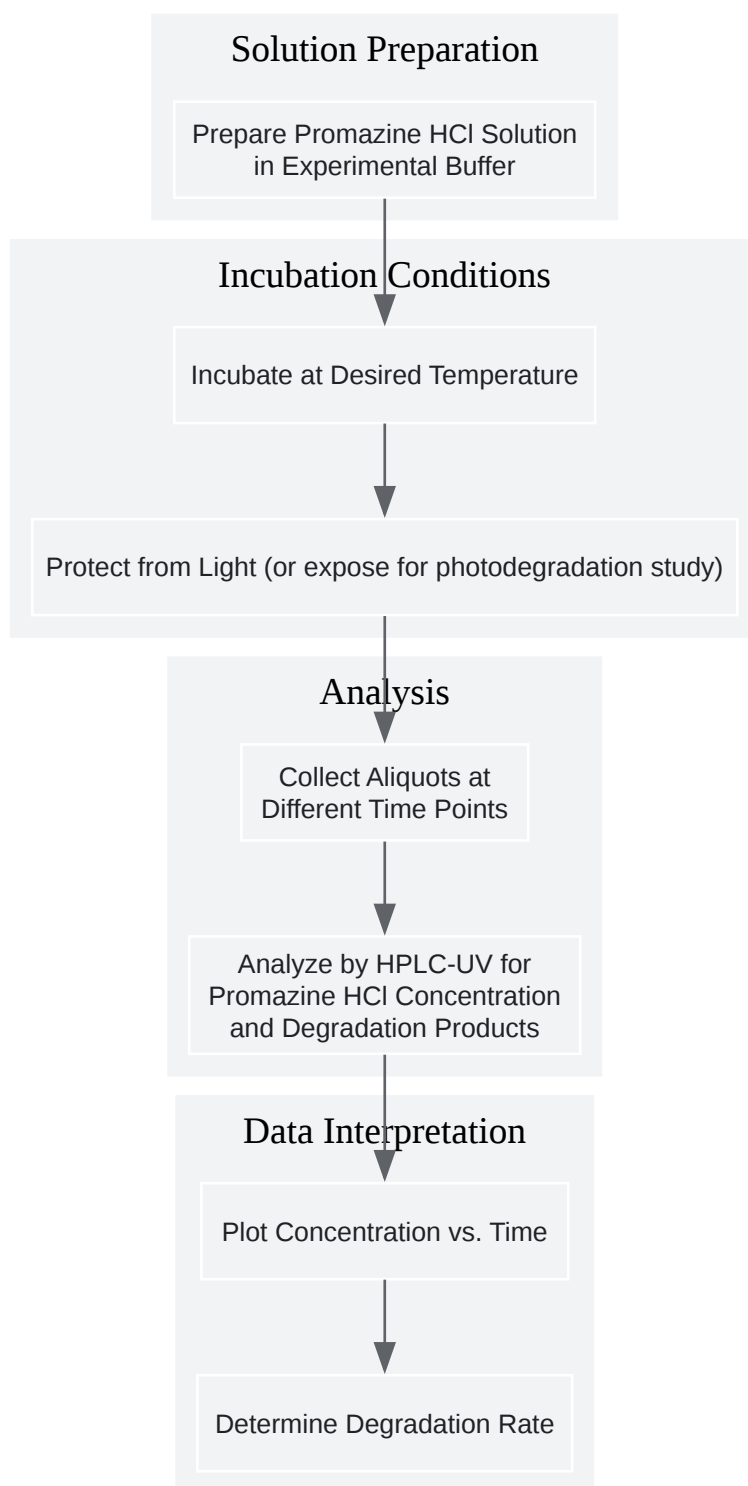 Solution Preparation
Prepare Promazine HCl Solution
in Experimental Buffer
Incubation Conditions
Incubate at Desired Temperature
Protect from Light (or expose for photodegradation study)
Analysis
Collect Aliquots at
Different Time Points
Analyze by HPLC-UV for
Promazine HCl Concentration
and Degradation Products
Data Interpretation
Plot Concentration vs. Time
Determine Degradation Rate